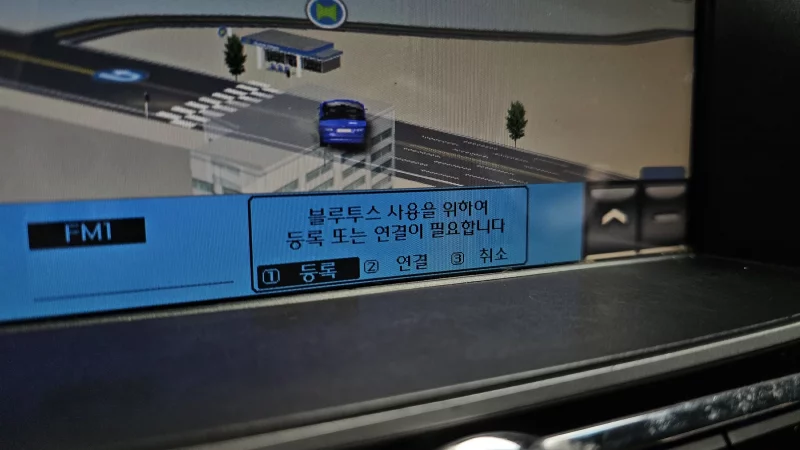 FM1
블루투스 사용을 위하여
등록 또는 연결이 필요합니다
① 등록 ② 연결 ③ 취소